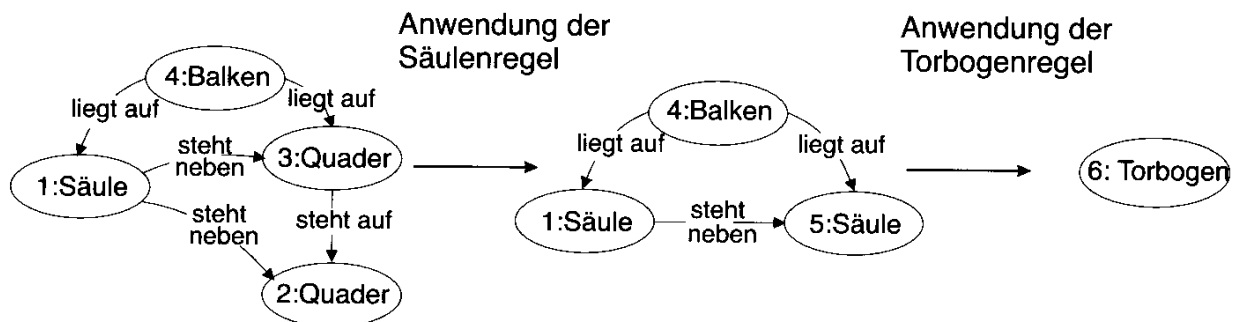 Anwendung der
Säulenregel
Anwendung der
Torbogenregel
4:Balken
liegt auf
liegt auf
steht
neben
3:Quader
1:Säule
steht
neben
steht auf
2:Quader
4:Balken
liegt auf
liegt auf
1:Säule
steht
neben
5:Säule
6: Torbogen